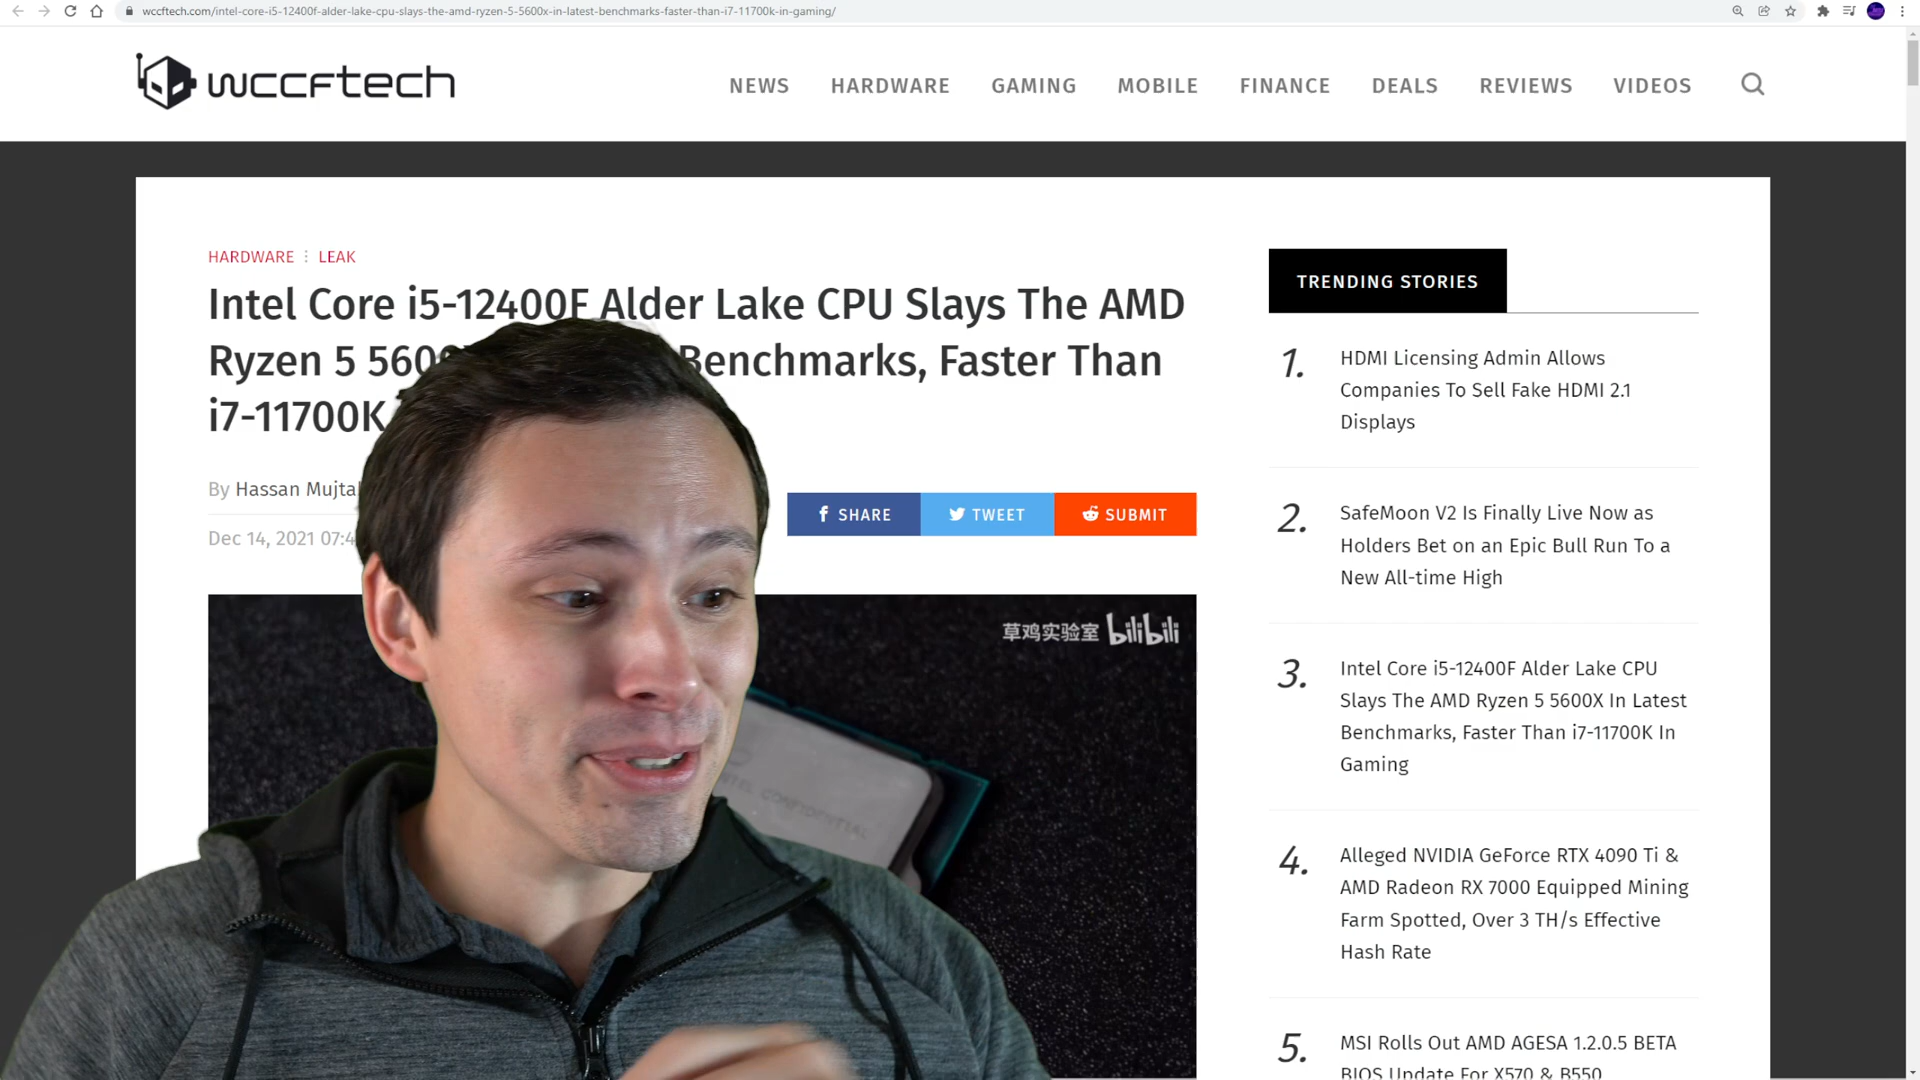 wccftech.com/intel-core-i5-12400f-alder-lake-cpu-slays-the-amd-ryzen-5-5600x-in-latest-benchmarks-faster-than-i7-11700k-in-gaming/
wccftech
NEWS HARDWARE GAMING MOBILE FINANCE DEALS REVIEWS VIDEOS
HARDWARE LEAK
Intel Core i5-12400F Alder Lake CPU Slays The AMD
Ryzen 5 Benchmarks, Faster Than
i7-11700K
By Hassan
Dec 14, 2021
SHARE TWEET SUBMIT
草鸡实验室 bilibili
INTEL CONFIDENTIAL
TRENDING STORIES
1. HDMI Licensing Admin Allows
Companies To Sell Fake HDMI 2.1
Displays
2. SafeMoon V2 Is Finally Live Now as
Holders Bet on an Epic Bull Run To a
New All-time High
3. Intel Core i5-12400F Alder Lake CPU
Slays The AMD Ryzen 5 5600X In Latest
Benchmarks, Faster Than i7-11700K In
Gaming
4. Alleged NVIDIA GeForce RTX 4090 Ti &
AMD Radeon RX 7000 Equipped Mining
Farm Spotted, Over 3 TH/s Effective
Hash Rate
5. MSI Rolls Out AMD AGESA 1.2.0.5 BETA
BIOS Update For X570 & B550